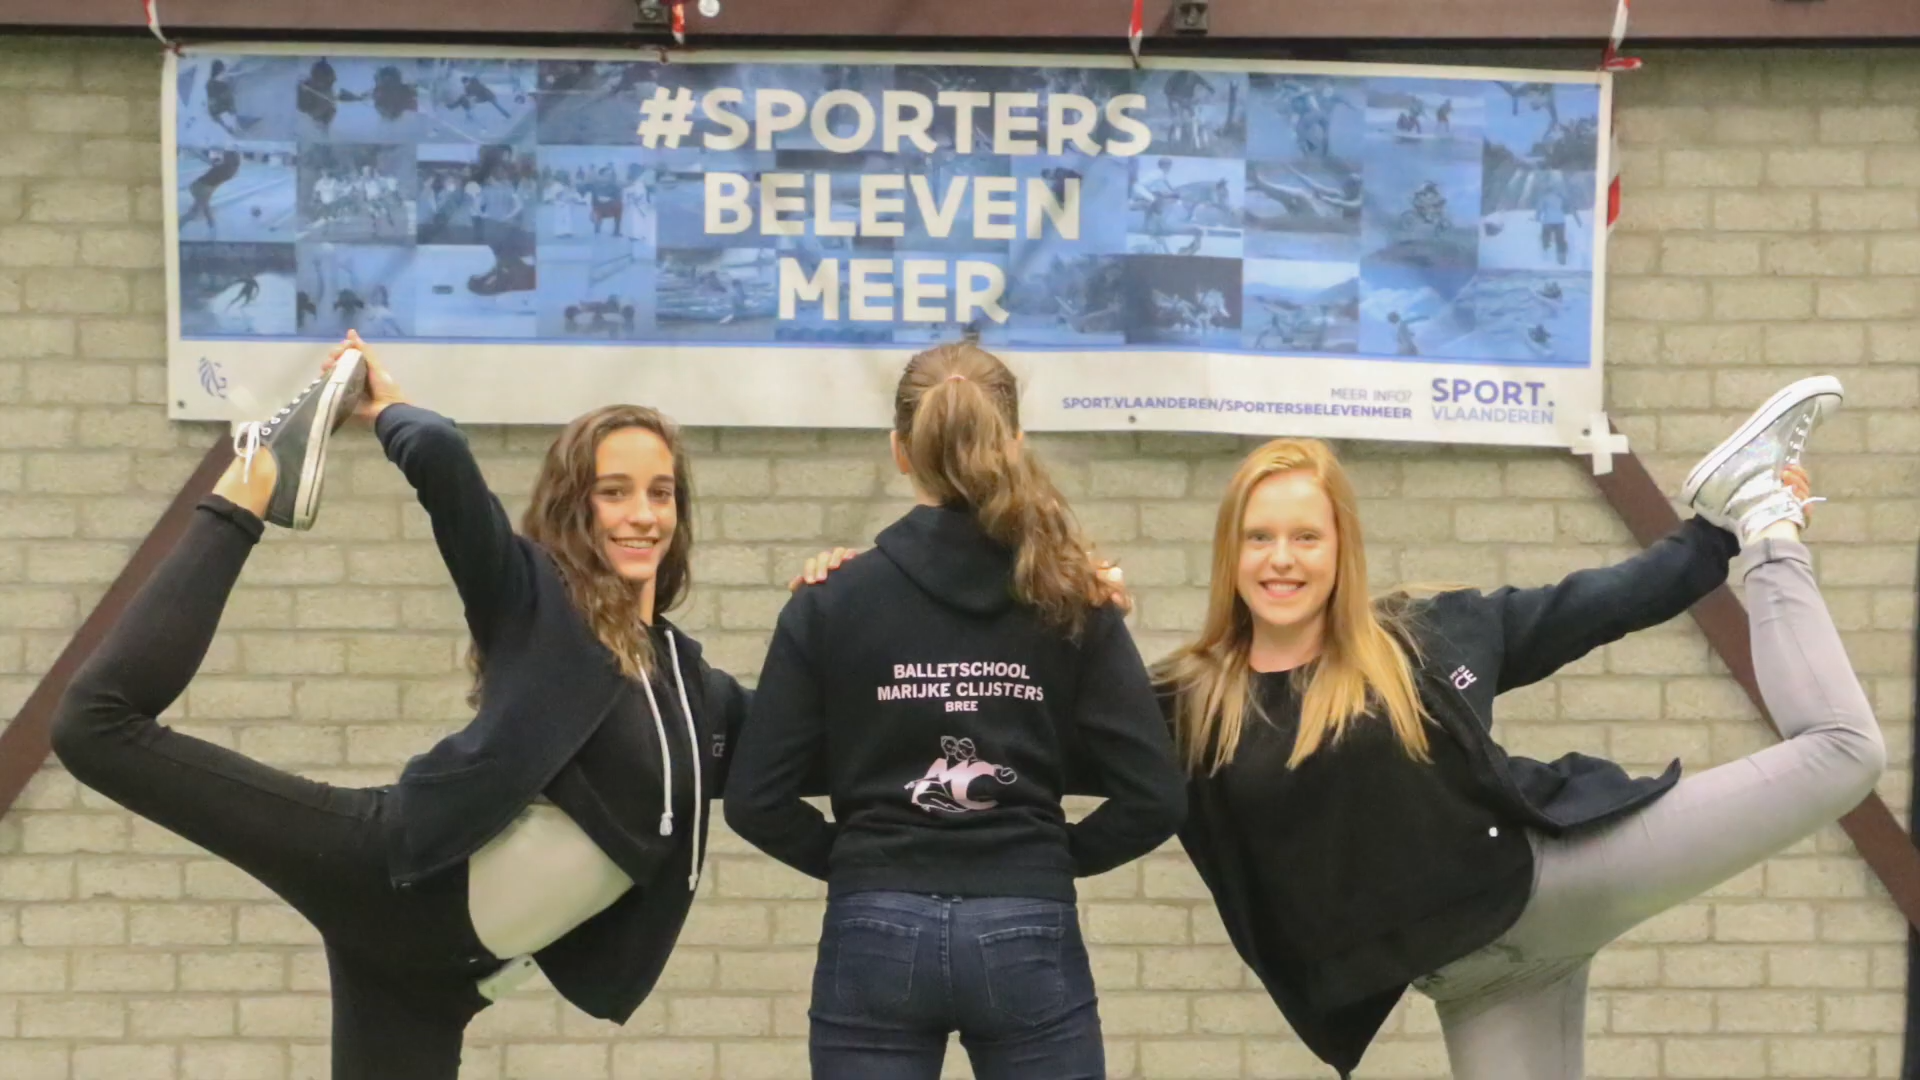 #SPORTERS
BELEVEN
MEER
MEER INFO?
SPORT.VLAANDEREN/SPORTERSBELEVENMEER
SPORT.
VLAANDEREN
BALLETSCHOOL
MARIJKE CLIJSTERS
BREE